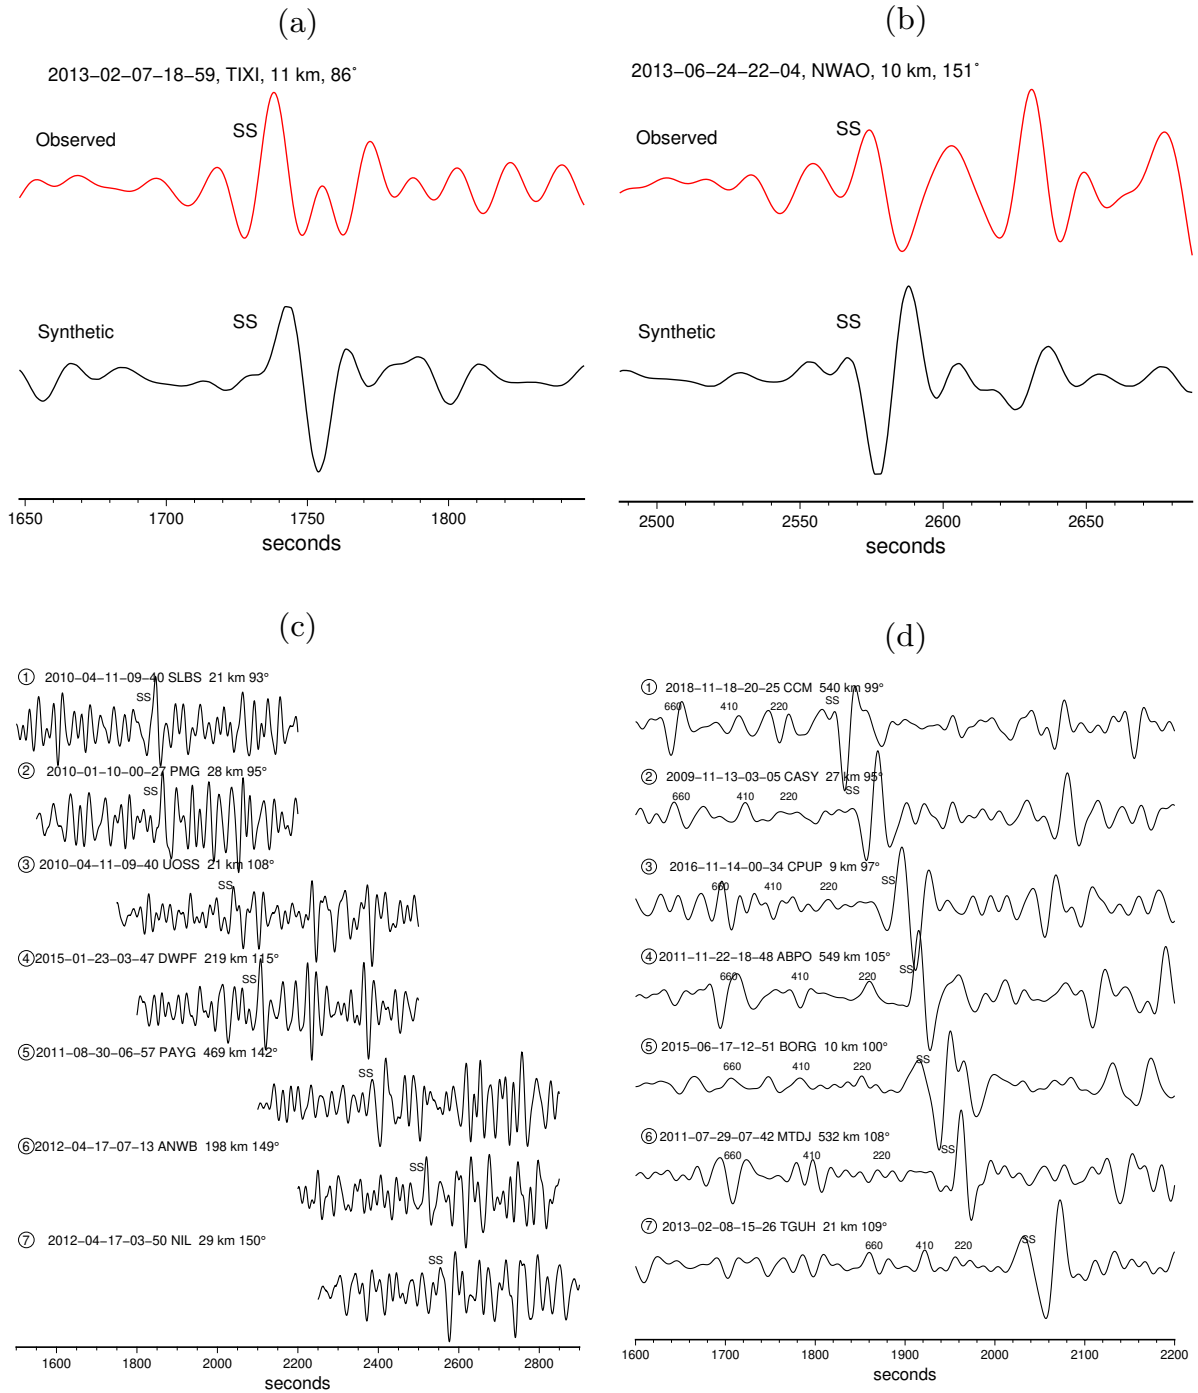 (a)
2013−02−07−18−59, TIXI, 11 km, 86˚
SS
Observed
SS
Synthetic
1650 1700 1750 1800
seconds
(b)
2013−06−24−22−04, NWAO, 10 km, 151˚
SS
Observed
SS
Synthetic
2500 2550 2600 2650
seconds
(c)
① 2010−04−11−09−40 SLBS 21 km 93°
SS
② 2010−01−10−00−27 PMG 28 km 95°
SS
③ 2010−04−11−09−40 UOSS 21 km 108°
SS
④ 2015−01−23−03−47 DWPF 219 km 115°
SS
⑤ 2011−08−30−06−57 PAYG 469 km 142°
SS
⑥ 2012−04−17−07−13 ANWB 198 km 149°
SS
⑦ 2012−04−17−03−50 NIL 29 km 150°
SS
1600 1800 2000 2200 2400 2600 2800
seconds
(d)
① 2018−11−18−20−25 CCM 540 km 99°
660 410 220 SS
② 2009−11−13−03−05 CASY 27 km 95°
660 410 220 SS
③ 2016−11−14−00−34 CPUP 9 km 97°
660 410 220 SS
④ 2011−11−22−18−48 ABPO 549 km 105°
660 410 220 SS
⑤ 2015−06−17−12−51 BORG 10 km 100°
660 410 220 SS
⑥ 2011−07−29−07−42 MTDJ 532 km 108°
660 410 220 SS
⑦ 2013−02−08−15−26 TGUH 21 km 109°
660 410 220 SS
1600 1700 1800 1900 2000 2100 2200
seconds